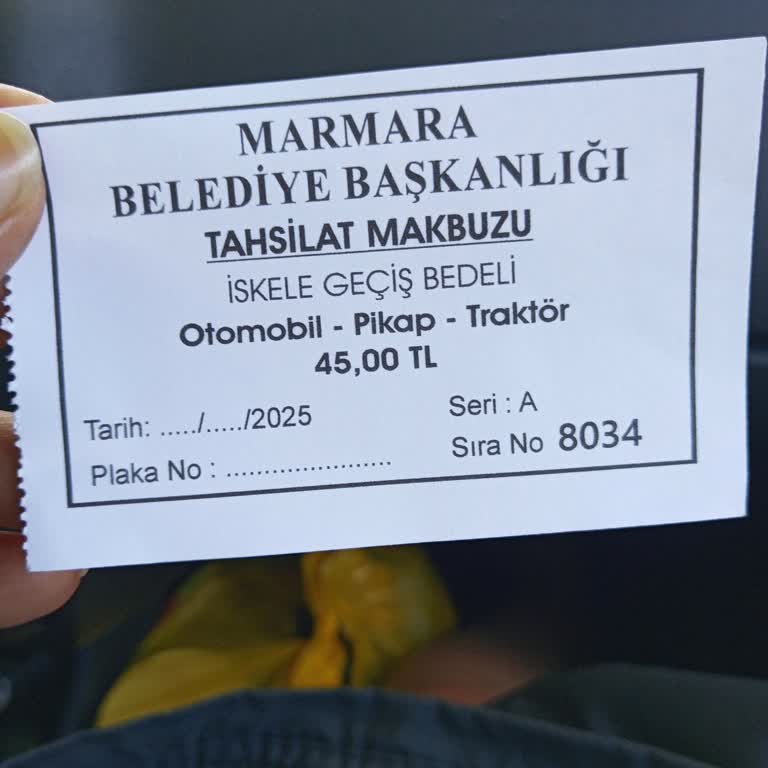 MARMARA
BELEDİYE BAŞKANLIĞI
TAHSİLAT MAKBUZU
İSKELE GEÇİŞ BEDELİ
Otomobil - Pikap - Traktör
45,00 TL
Tarih: ...../...../2025
Seri : A
Plaka No : ......................
Sıra No 8034